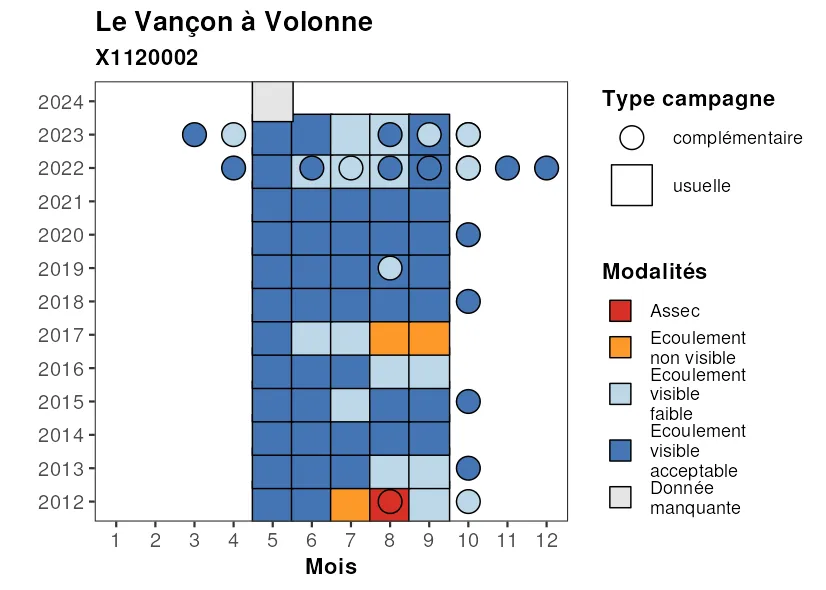 Le Vançon à Volonne
X1120002
2024
2023
2022
2021
2020
2019
2018
2017
2016
2015
2014
2013
2012
1 2 3 4 5 6 7 8 9 10 11 12
Mois
Type campagne
complémentaire
usuelle
Modalités
Assec
Ecoulement
non visible
Ecoulement
visible
faible
Ecoulement
visible
acceptable
Donnée
manquante